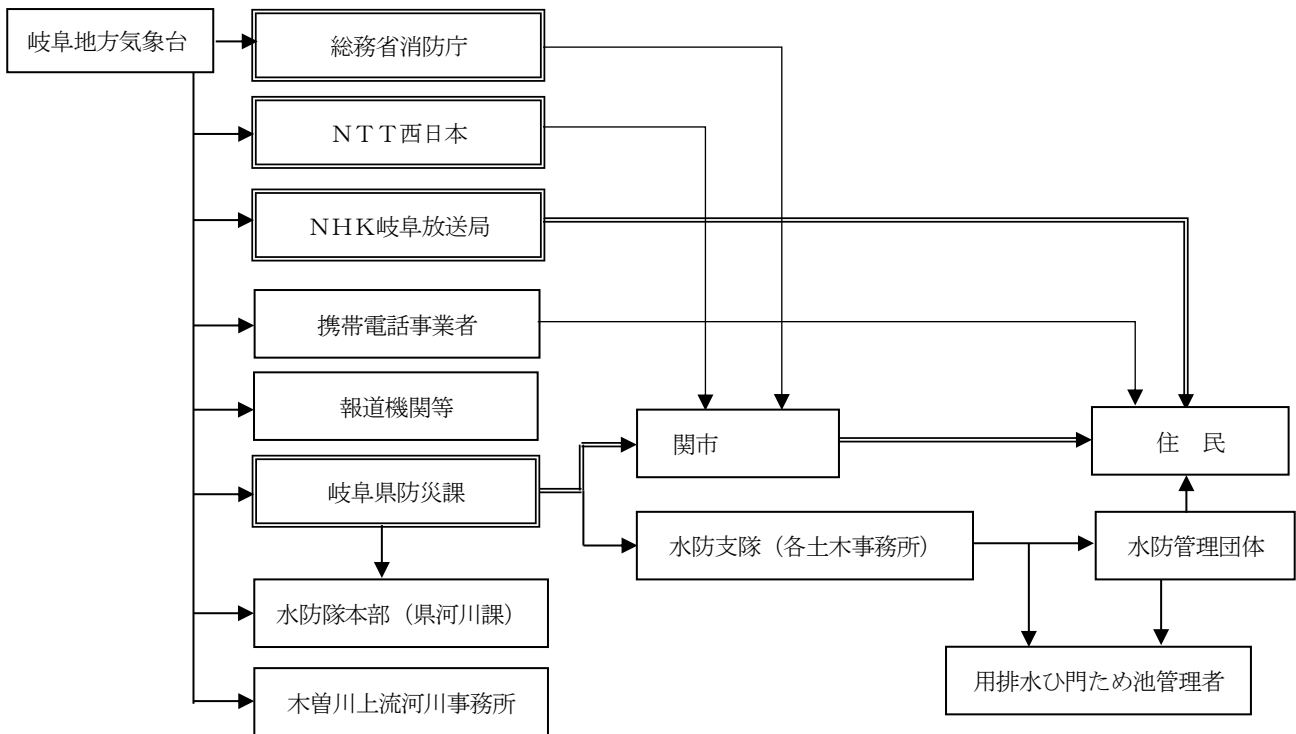 岐阜地方気象台
総務省消防庁
ＮＴＴ西日本
ＮＨＫ岐阜放送局
携帯電話事業者
報道機関等
関市
住　民
岐阜県防災課
水防支隊（各土木事務所）
水防管理団体
水防隊本部（県河川課）
用排水ひ門ため池管理者
木曽川上流河川事務所